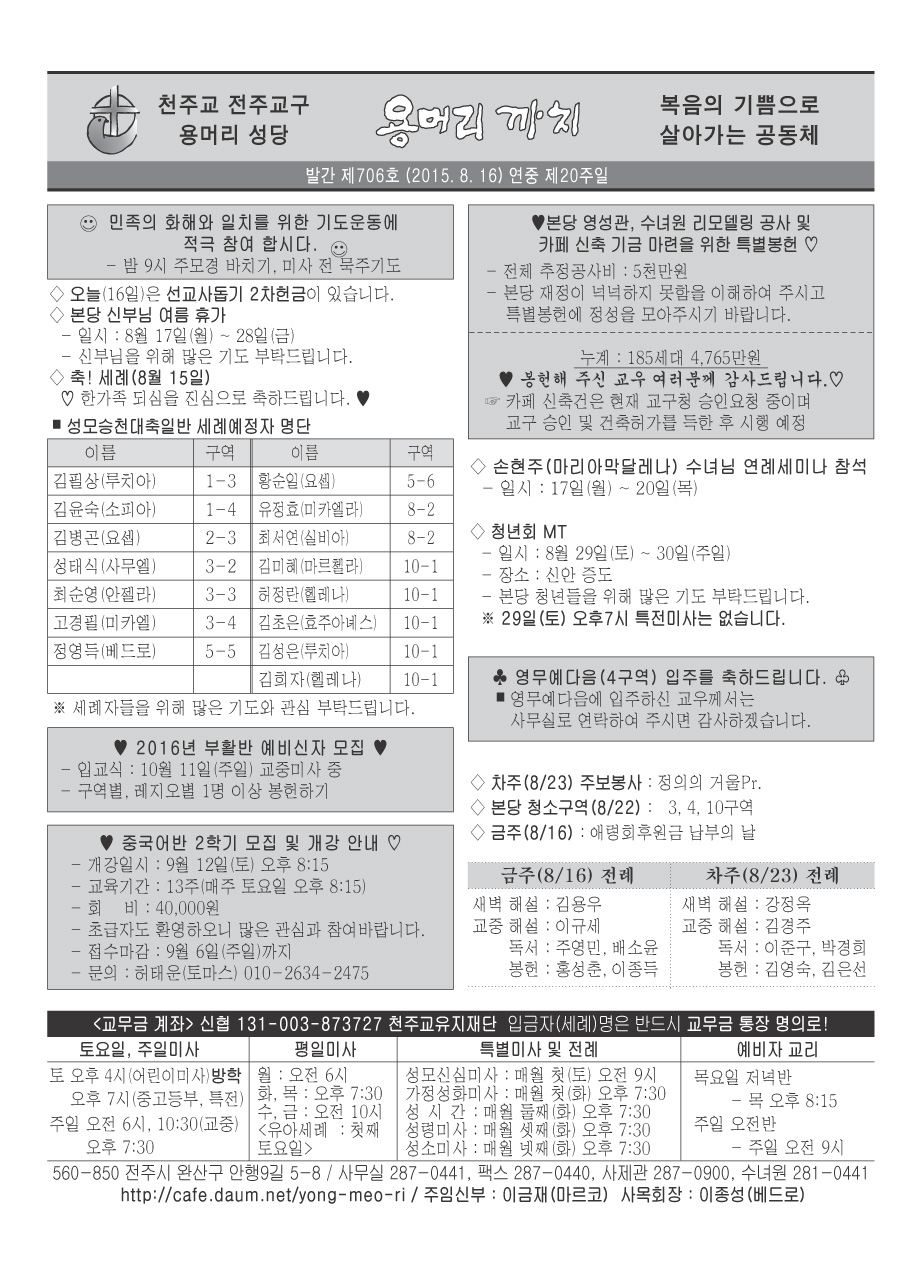 천주교 전주교구
용머리 성당
용머리 까치
복음의 기쁨으로
살아가는 공동체
발간 제706호 (2015. 8. 16) 연중 제20주일
☺ 민족의 화해와 일치를 위한 기도운동에
적극 참여 합시다. ☺
- 밤 9시 주모경 바치기, 미사 전 묵주기도
◇ 오늘(16일)은 선교사돕기 2차헌금이 있습니다.
◇ 본당 신부님 여름 휴가
- 일시 : 8월 17일(월) ~ 28일(금)
- 신부님을 위해 많은 기도 부탁드립니다.
◇ 축! 세례(8월 15일)
♡ 한가족 되심을 진심으로 축하드립니다. ♥
■ 성모승천대축일반 세례예정자 명단
이름 구역 이름 구역
김필상(루치아) 1-3 황순일(요셉) 5-6
김윤숙(소피아) 1-4 유정효(미카엘라) 8-2
김병곤(요셉) 2-3 최서연(실비아) 8-2
성태식(사무엘) 3-2 김미혜(마르첼라) 10-1
최순영(안젤라) 3-3 허정란(헬레나) 10-1
고경필(미카엘) 3-4 김초은(효주아녜스) 10-1
정영득(베드로) 5-5 김성은(루치아) 10-1
김희자(헬레나) 10-1
※ 세례자들을 위해 많은 기도와 관심 부탁드립니다.
♥ 2016년 부활반 예비신자 모집 ♥
- 입교식 : 10월 11일(주일) 교중미사 중
- 구역별, 레지오별 1명 이상 봉헌하기
♥ 중국어반 2학기 모집 및 개강 안내 ♡
- 개강일시 : 9월 12일(토) 오후 8:15
- 교육기간 : 13주(매주 토요일 오후 8:15)
- 회 비 : 40,000원
- 초급자도 환영하오니 많은 관심과 참여바랍니다.
- 접수마감 : 9월 6일(주일)까지
- 문의 : 허태운(토마스) 010-2634-2475
♥본당 영성관, 수녀원 리모델링 공사 및
카페 신축 기금 마련을 위한 특별봉헌 ♡
- 전체 추정공사비 : 5천만원
- 본당 재정이 넉넉하지 못함을 이해하여 주시고
특별봉헌에 정성을 모아주시기 바랍니다.
누계 : 185세대 4,765만원
♥ 봉헌해 주신 교우 여러분께 감사드립니다.♡
☞ 카페 신축건은 현재 교구청 승인요청 중이며
교구 승인 및 건축허가를 득한 후 시행 예정
◇ 손현주(마리아막달레나) 수녀님 연례세미나 참석
- 일시 : 17일(월) ~ 20일(목)
◇ 청년회 MT
- 일시 : 8월 29일(토) ~ 30일(주일)
- 장소 : 신안 증도
- 본당 청년들을 위해 많은 기도 부탁드립니다.
※ 29일(토) 오후7시 특전미사는 없습니다.
♣ 영무예다음(4구역) 입주를 축하드립니다. ♧
■ 영무예다음에 입주하신 교우께서는
사무실로 연락하여 주시면 감사하겠습니다.
◇ 차주(8/23) 주보봉사 : 정의의 거울Pr.
◇ 본당 청소구역(8/22) : 3, 4, 10구역
◇ 금주(8/16) : 애령회후원금 납부의 날
금주(8/16) 전례 차주(8/23) 전례
새벽 해설 : 김용우 새벽 해설 : 강정옥
교중 해설 : 이규세 교중 해설 : 김경주
독서 : 주영민, 배소윤 독서 : 이준구, 박경희
봉헌 : 홍성춘, 이종득 봉헌 : 김영숙, 김은선
<교무금 계좌> 신협 131-003-873727 천주교유지재단 입금자(세례)명은 반드시 교무금 통장 명의로!
토요일, 주일미사 평일미사 특별미사 및 전례 예비자 교리
토 오후 4시(어린이미사)방학
오후 7시(중고등부, 특전)
주일 오전 6시, 10:30(교중)
오후 7:30
월 : 오전 6시
화, 목 : 오후 7:30
수, 금 : 오전 10시
<유아세례 : 첫째
토요일>
성모신심미사 : 매월 첫(토) 오전 9시
가정성화미사 : 매월 첫(화) 오후 7:30
성 시 간 : 매월 둘째(화) 오후 7:30
성령미사 : 매월 셋째(화) 오후 7:30
성소미사 : 매월 넷째(화) 오후 7:30
목요일 저녁반
- 목 오후 8:15
주일 오전반
- 주일 오전 9시
560-850 전주시 완산구 안행9길 5-8 / 사무실 287-0441, 팩스 287-0440, 사제관 287-0900, 수녀원 281-0441
http://cafe.daum.net/yong-meo-ri / 주임신부 : 이금재(마르코) 사목회장 : 이종성(베드로)